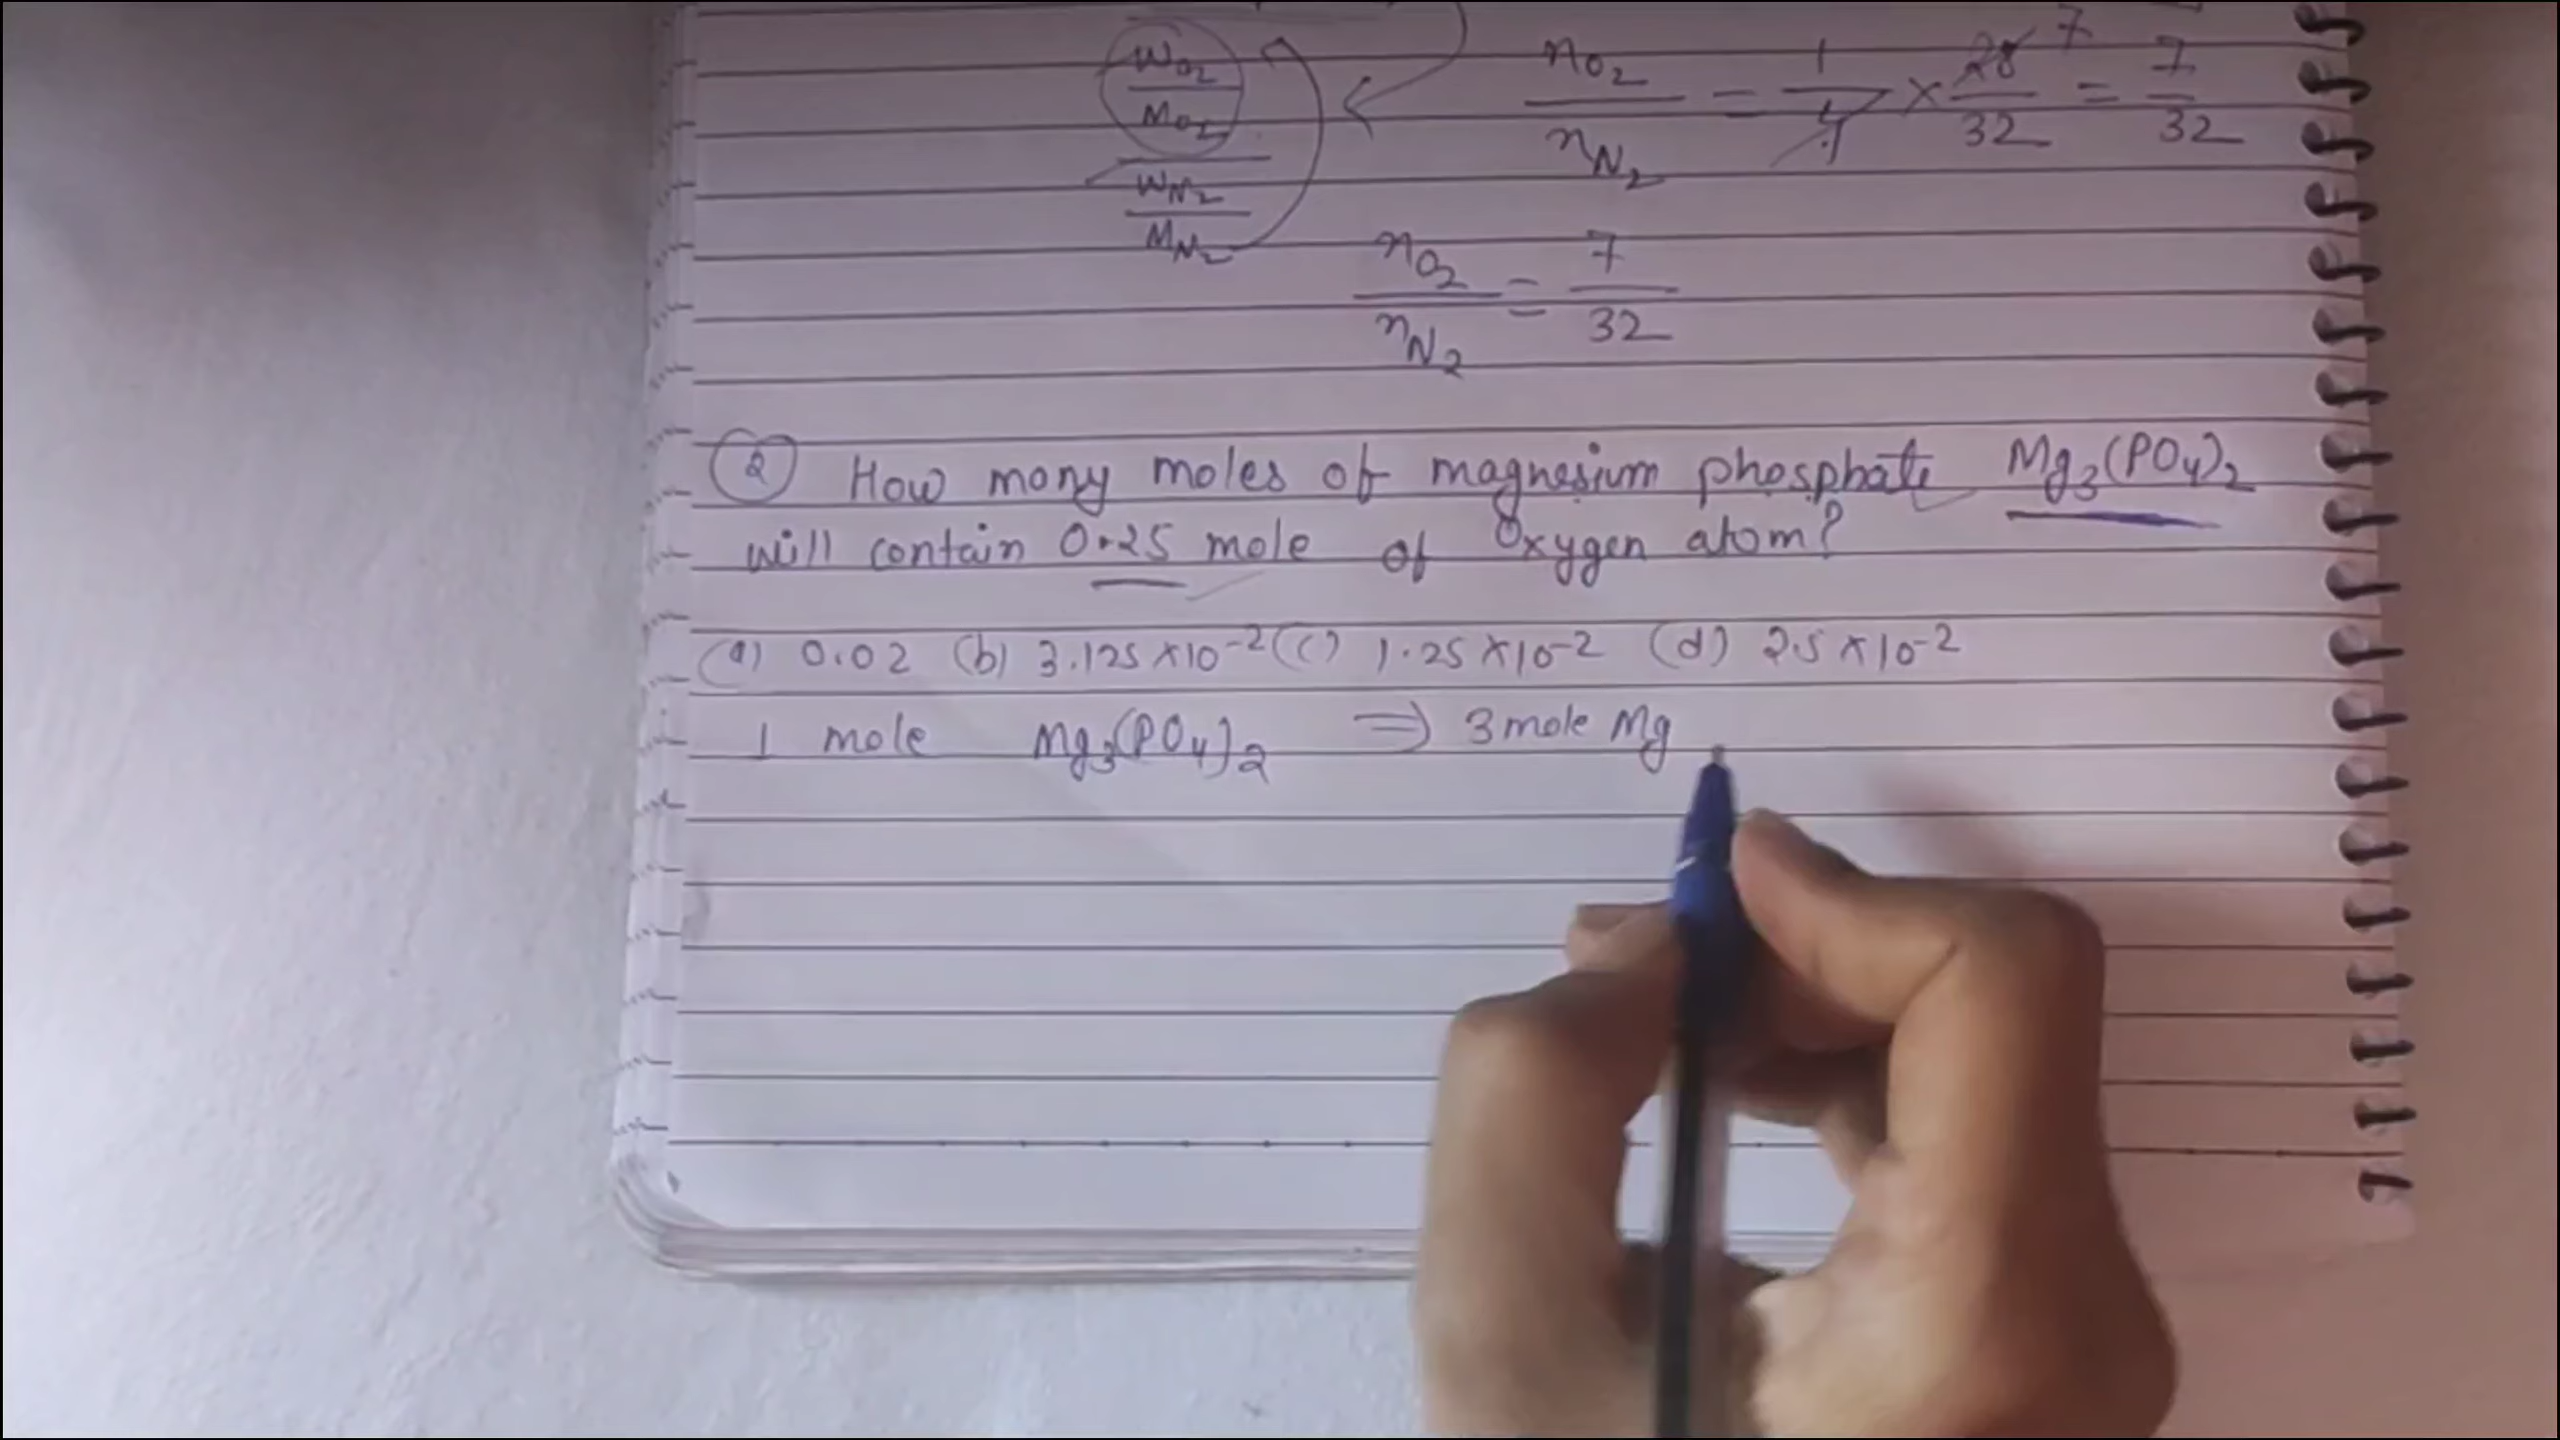 wO2/MO2 / wN2/MN2
nO2/nN2 = 1/4 × 28/32 = 7/32
7
nO2/nN2 = 7/32
② How mony moles of magnesium phosphate Mg3(PO4)2
will contain 0.25 mole of Oxygen atom?
(a) 0.02 (b) 3.125 ×10-2 (c) 1.25 ×10-2 (d) 2.5 ×10-2
1 mole Mg3(PO4)2 ⇒ 3 mole Mg